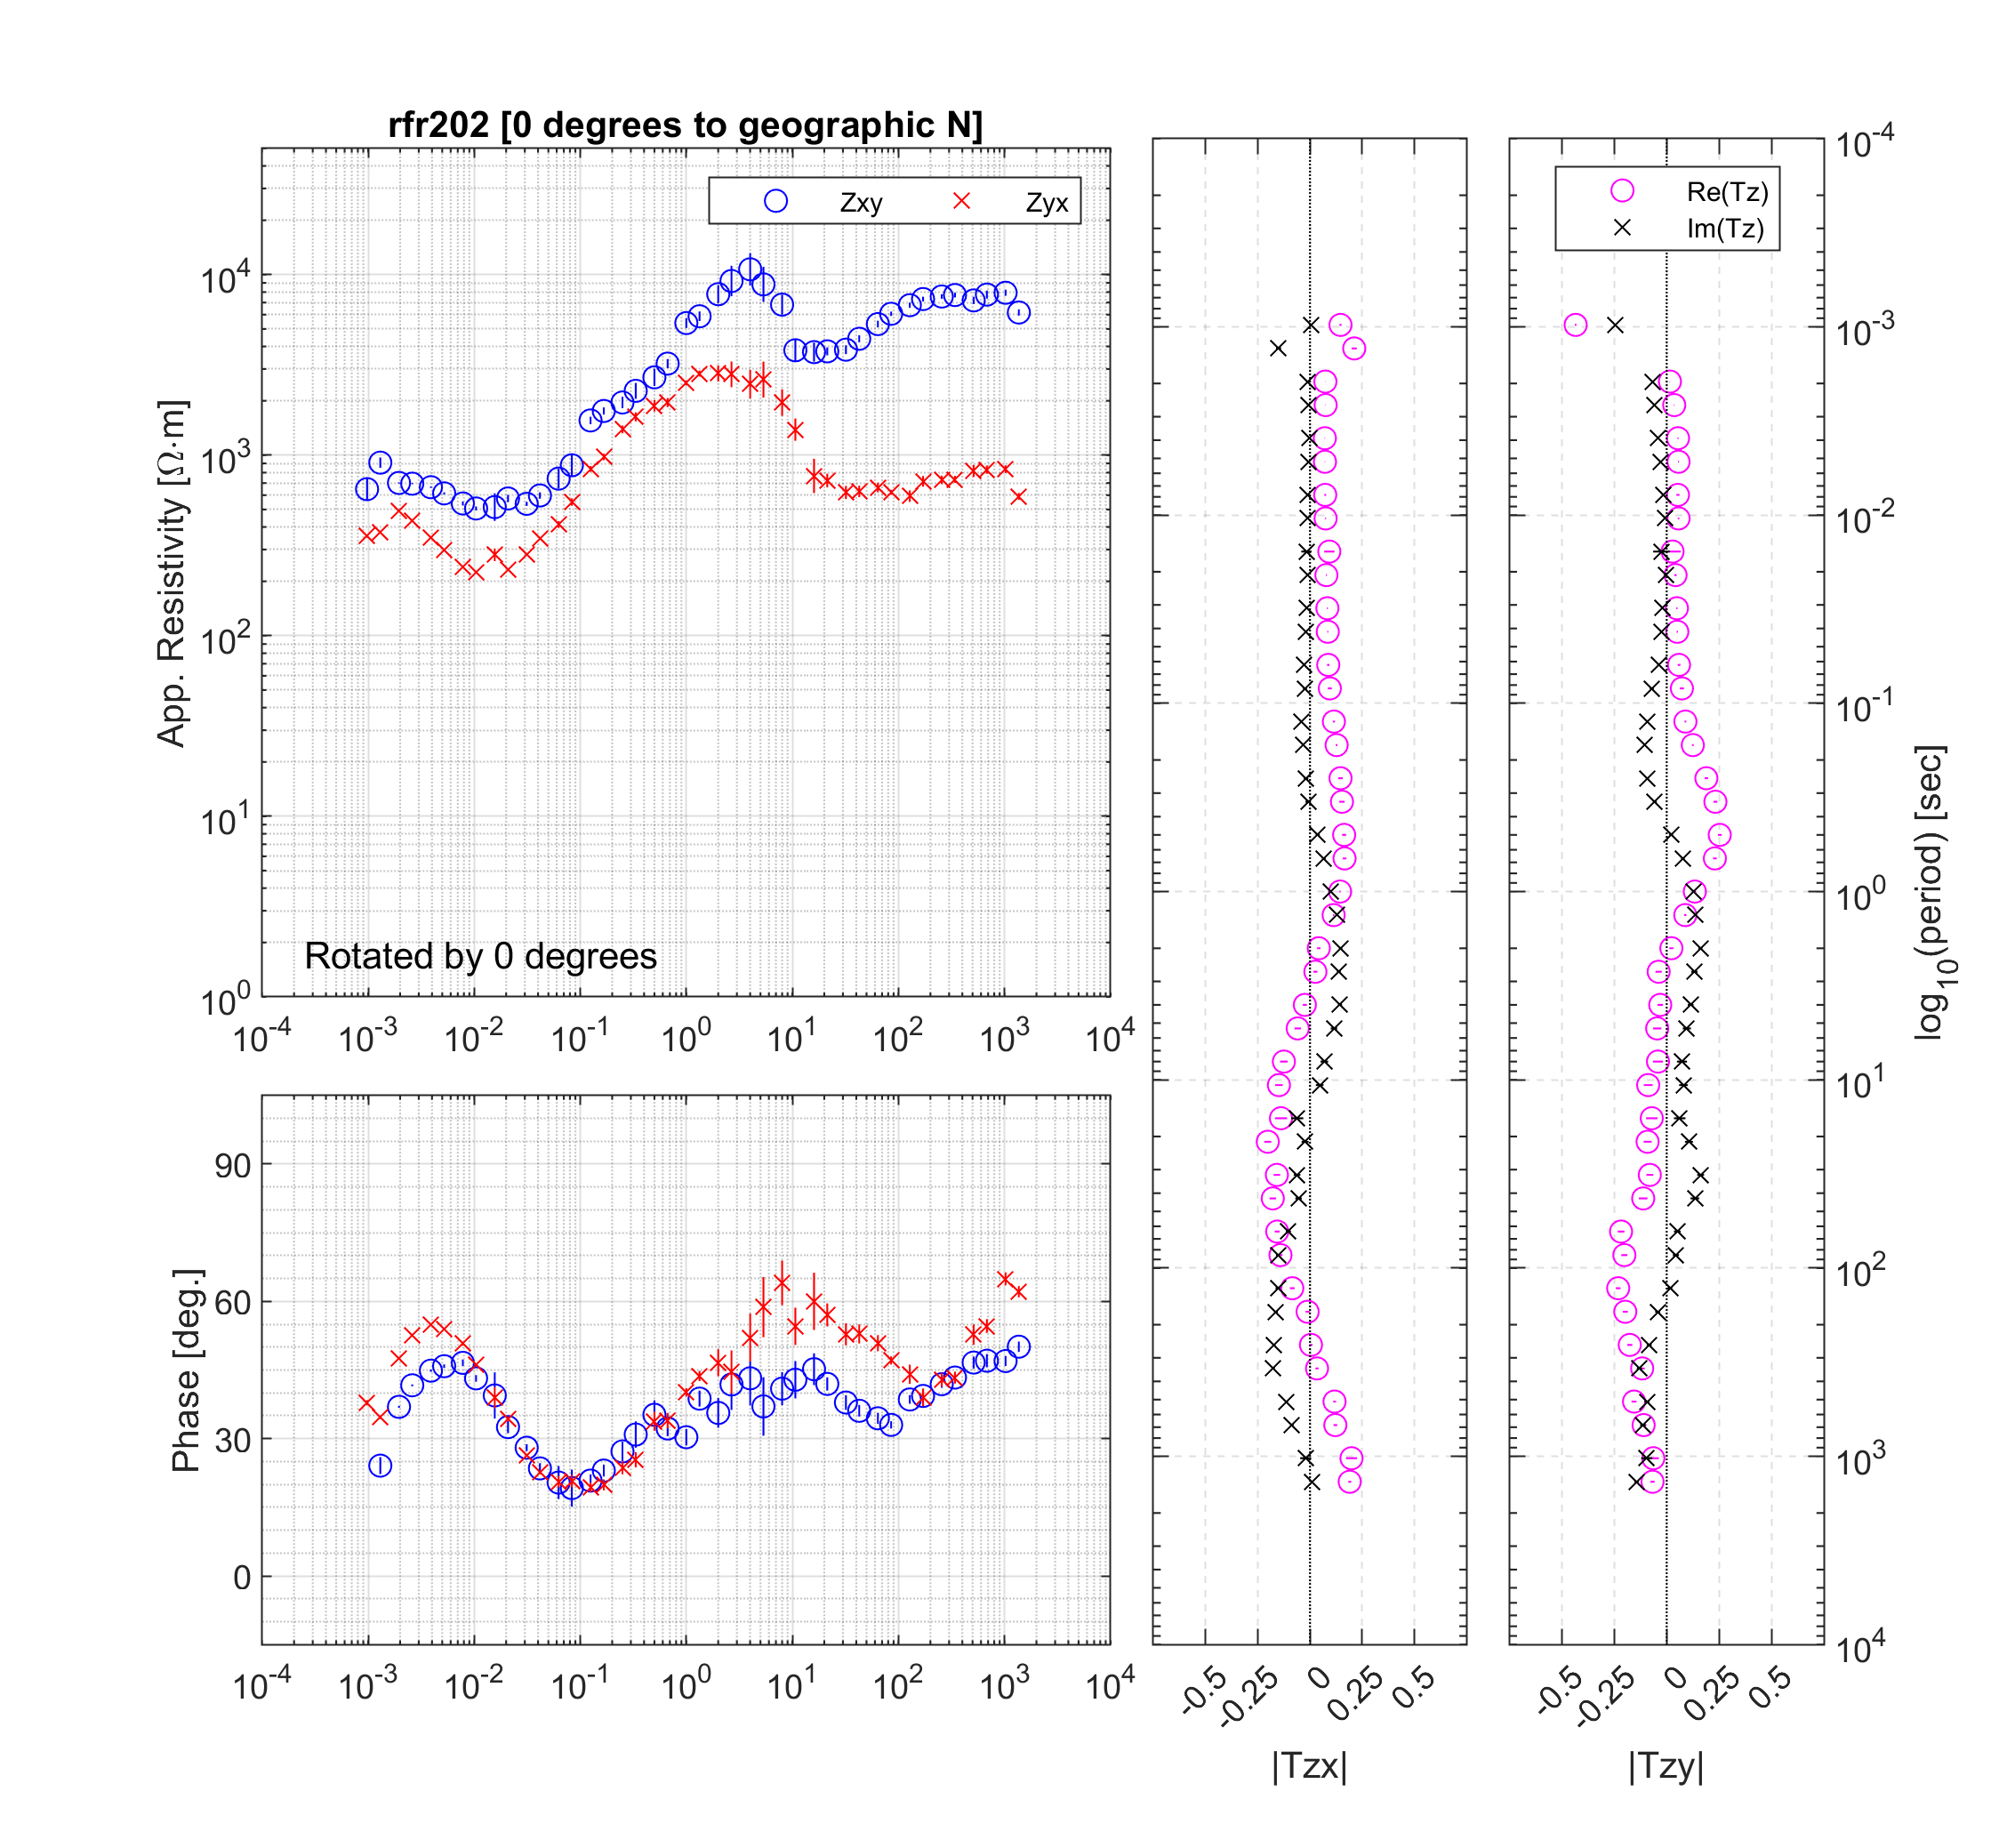 rfr202 [0 degrees to geographic N]
Zxy Zyx
App. Resistivity [Ω·m]
10^4
10^3
10^2
10^1
10^0
Rotated by 0 degrees
10^-4 10^-3 10^-2 10^-1 10^0 10^1 10^2 10^3 10^4
Phase [deg.]
90
60
30
0
10^-4 10^-3 10^-2 10^-1 10^0 10^1 10^2 10^3 10^4
-0.5 -0.25 0 0.25 0.5
|Tzx|
Re(Tz)
Im(Tz)
-0.5 -0.25 0 0.25 0.5
|Tzy|
10^-4
10^-3
10^-2
10^-1
10^0
10^1
10^2
10^3
10^4
log_10(period) [sec]